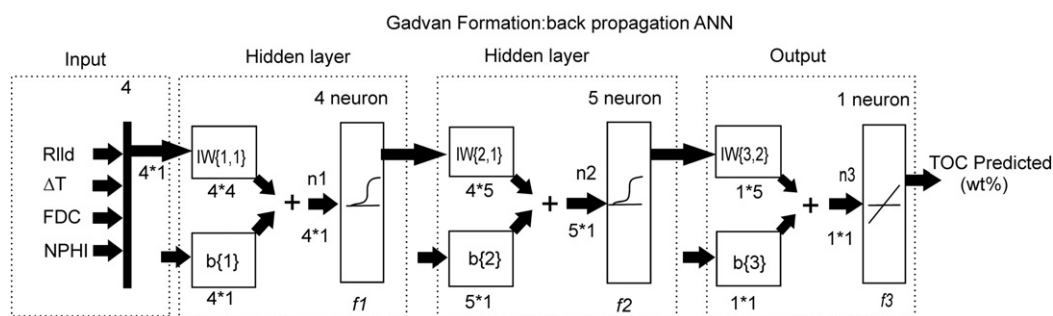 Gadvan Formation:back propagation ANN
Input
Hidden layer
Hidden layer
Output
4
4 neuron
5 neuron
1 neuron
RIld
ΔT
FDC
NPHI
4*1
IW{1,1}
4*4
b{1}
4*1
+
n1
4*1
f1
IW{2,1}
4*5
b{2}
5*1
+
n2
5*1
f2
IW{3,2}
1*5
b{3}
1*1
+
n3
1*1
f3
TOC Predicted
(wt%)